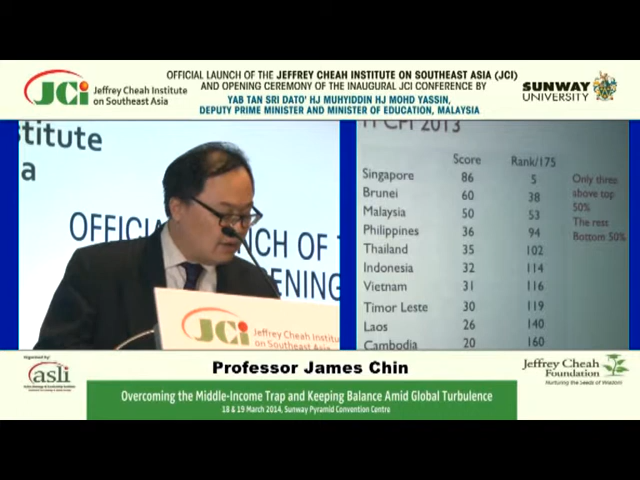 JCi
Jeffrey Cheah Institute
on Southeast Asia
OFFICIAL LAUNCH OF THE JEFFREY CHEAH INSTITUTE ON SOUTHEAST ASIA (JCI)
AND OPENING CEREMONY OF THE INAUGURAL JCI CONFERENCE BY
YAB TAN SRI DATO' HJ MUHYIDDIN HJ MOHD YASSIN,
DEPUTY PRIME MINISTER AND MINISTER OF EDUCATION, MALAYSIA
SUNWAY
UNIVERSITY
stitute
a
OFFICIAL LAUNCH OF T
OPENING
JCi
Jeffrey Cheah Institute
on Southeast Asia
TI CPI 2013
Score Rank/175
Singapore 86 5
Brunei 60 38
Malaysia 50 53
Philippines 36 94
Thailand 35 102
Indonesia 32 114
Vietnam 31 116
Timor Leste 30 119
Laos 26 140
Cambodia 20 160
Only three
above top
50%
The rest
Bottom 50%
Organised by:
asli
Professor James Chin
Jeffrey Cheah
Foundation
Nurturing the Seeds of Wisdom
Overcoming the Middle-Income Trap and Keeping Balance Amid Global Turbulence
18 & 19 March 2014, Sunway Pyramid Convention Centre